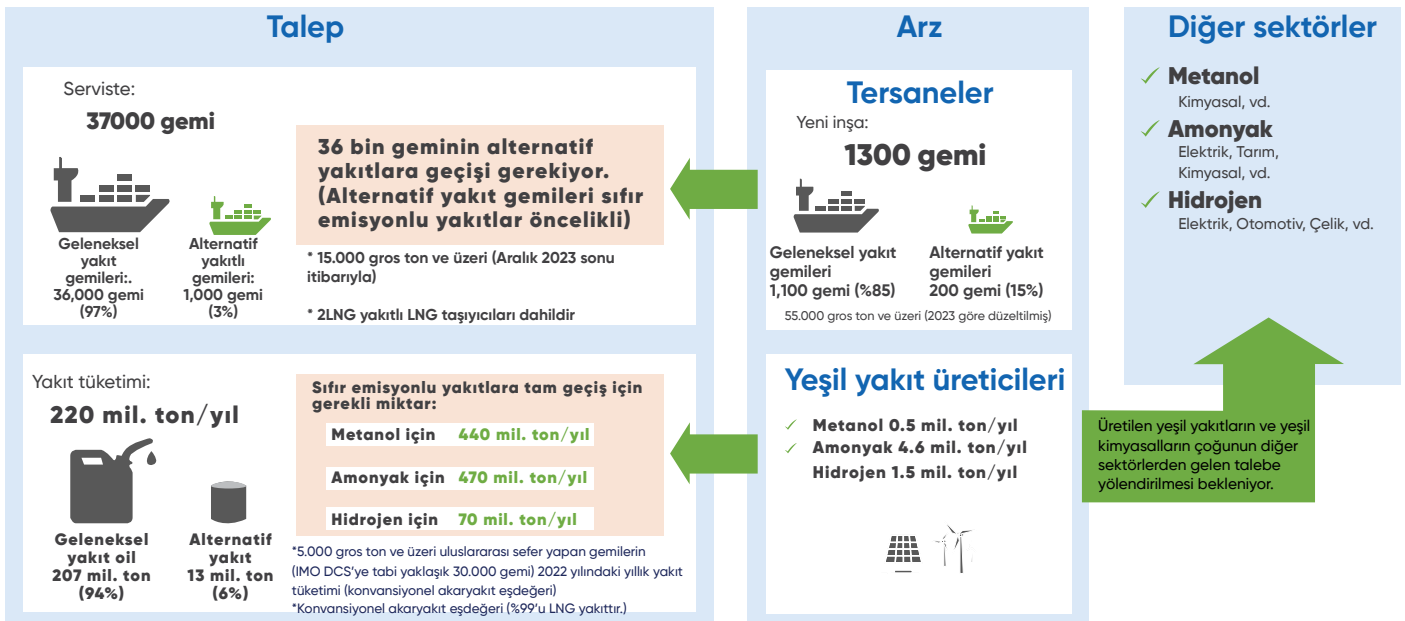 Talep
Serviste:
37000 gemi
Geleneksel
yakıt
gemileri:.
36,000 gemi
(97%)
Alternatif
yakıtlı
gemileri:
1,000 gemi
(3%)
36 bin geminin alternatif
yakıtlara geçişi gerekiyor.
(Alternatif yakıt gemileri sıfır
emisyonlu yakıtlar öncelikli)
* 15.000 gros ton ve üzeri (Aralık 2023 sonu
itibarıyla)
* 2LNG yakıtlı LNG taşıyıcıları dahildir
Yakıt tüketimi:
220 mil. ton/yıl
Geleneksel
yakıt oil
207 mil. ton
(94%)
Alternatif
yakıt
13 mil. ton
(6%)
Sıfır emisyonlu yakıtlara tam geçiş için
gerekli miktar:
Metanol için 440 mil. ton/yıl
Amonyak için 470 mil. ton/yıl
Hidrojen için 70 mil. ton/yıl
*5.000 gros ton ve üzeri uluslararası sefer yapan gemilerin
(IMO DCS'ye tabi yaklaşık 30.000 gemi) 2022 yılındaki yıllık yakıt
tüketimi (konvansiyonel akaryakıt eşdeğeri)
*Konvansiyonel akaryakıt eşdeğeri (%99'u LNG yakıttır.)
Arz
Tersaneler
Yeni inşa:
1300 gemi
Geleneksel yakıt
gemileri
1,100 gemi (%85)
Alternatif yakıt
gemileri
200 gemi (15%)
55.000 gros ton ve üzeri (2023 göre düzeltilmiş)
Yeşil yakıt üreticileri
✓ Metanol 0.5 mil. ton/yıl
✓ Amonyak 4.6 mil. ton/yıl
Hidrojen 1.5 mil. ton/yıl
Diğer sektörler
✓ Metanol
Kimyasal, vd.
✓ Amonyak
Elektrik, Tarım,
Kimyasal, vd.
✓ Hidrojen
Elektrik, Otomotiv, Çelik, vd.
Üretilen yeşil yakıtların ve yeşil
kimyasalların çoğunun diğer
sektörlerden gelen talebe
yölendirilmesi bekleniyor.